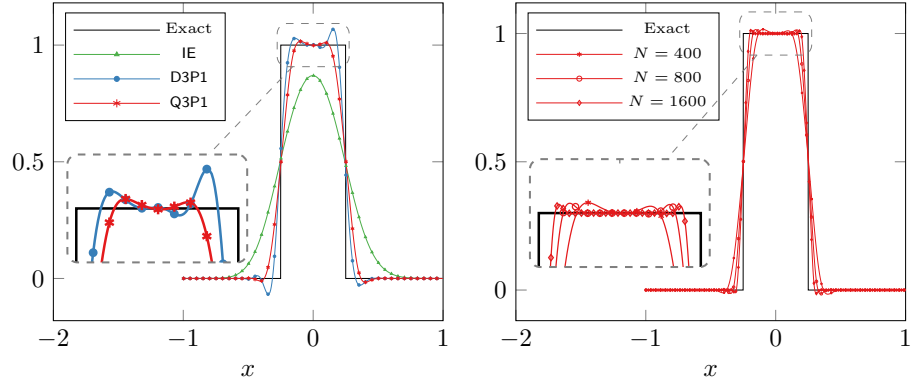 Exact
IE
D3P1
Q3P1
1
0.5
0
−2
−1
0
1
x
Exact
N = 400
N = 800
N = 1600
1
0.5
0
−2
−1
0
1
x